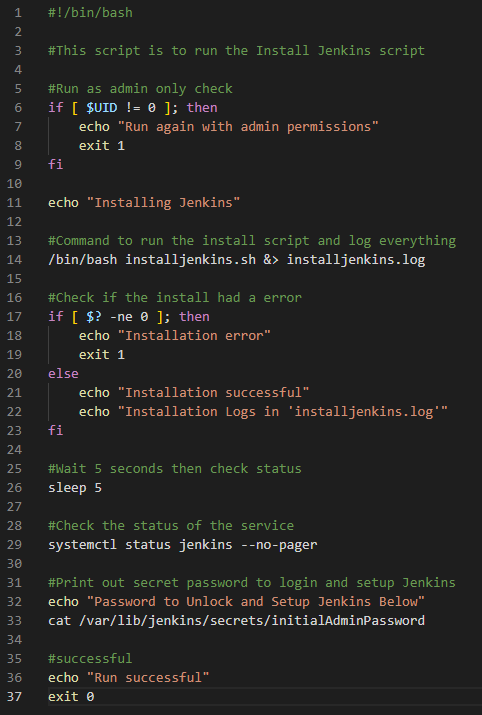 1 #!/bin/bash
2
3 #This script is to run the Install Jenkins script
4
5 #Run as admin only check
6 if [ $UID != 0 ]; then
7     echo "Run again with admin permissions"
8     exit 1
9 fi
10
11 echo "Installing Jenkins"
12
13 #Command to run the install script and log everything
14 /bin/bash installjenkins.sh &> installjenkins.log
15
16 #Check if the install had a error
17 if [ $? -ne 0 ]; then
18     echo "Installation error"
19     exit 1
20 else
21     echo "Installation successful"
22     echo "Installation Logs in 'installjenkins.log'"
23 fi
24
25 #Wait 5 seconds then check status
26 sleep 5
27
28 #Check the status of the service
29 systemctl status jenkins --no-pager
30
31 #Print out secret password to login and setup Jenkins
32 echo "Password to Unlock and Setup Jenkins Below"
33 cat /var/lib/jenkins/secrets/initialAdminPassword
34
35 #successful
36 echo "Run successful"
37 exit 0